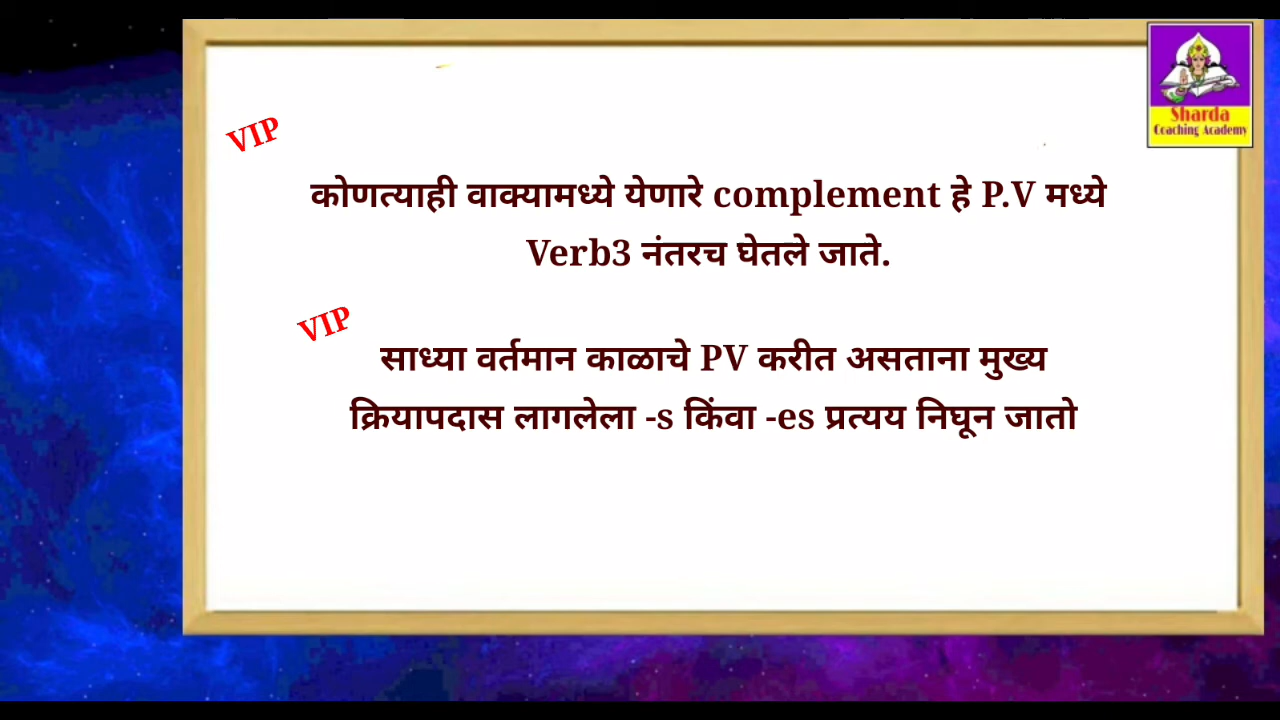 Sharda
Coaching Academy
VIP
कोणत्याही वाक्यामध्ये येणारे complement हे P.V मध्ये
Verb3 नंतरच घेतले जाते.
VIP
साध्या वर्तमान काळाचे PV करीत असताना मुख्य
क्रियापदास लागलेला -s किंवा -es प्रत्यय निघून जातो